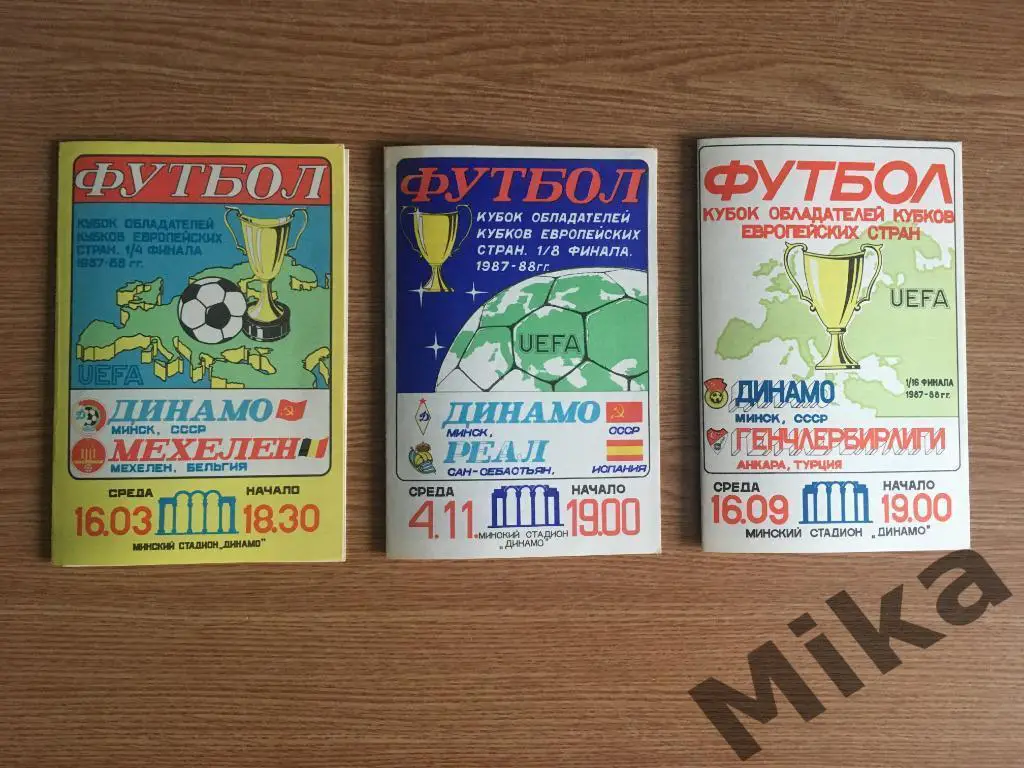 ФУТБОЛ
КУБОК ОБЛАДАТЕЛЕЙ
КУБКОВ ЕВРОПЕЙСКИХ
СТРАН. 1/4 ФИНАЛА
1987-88 гг.
UEFA
ДИНАМО
МИНСК, СССР
МЕХЕЛЕН
МЕХЕЛЕН, БЕЛЬГИЯ
СРЕДА НАЧАЛО
16.03 18.30
МИНСКИЙ СТАДИОН „ДИНАМО"
ФУТБОЛ
КУБОК ОБЛАДАТЕЛЕЙ
КУБКОВ ЕВРОПЕЙСКИХ
СТРАН. 1/8 ФИНАЛА.
1987-88гг.
UEFA
ДИНАМО
МИНСК, СССР
РЕАЛ
САН-СЕБАСТЬЯН, ИСПАНИЯ
СРЕДА НАЧАЛО
4.11 19.00
МИНСКИЙ СТАДИОН
„ДИНАМО"
ФУТБОЛ
КУБОК ОБЛАДАТЕЛЕЙ КУБКОВ
ЕВРОПЕЙСКИХ СТРАН
UEFA
1/16 ФИНАЛА
1987-88гг.
ДИНАМО
МИНСК, СССР
ГЕНЧЛЕРБИРЛИГИ
АНКАРА, ТУРЦИЯ
СРЕДА НАЧАЛО
16.09 19.00
МИНСКИЙ СТАДИОН „ДИНАМО"
Mika